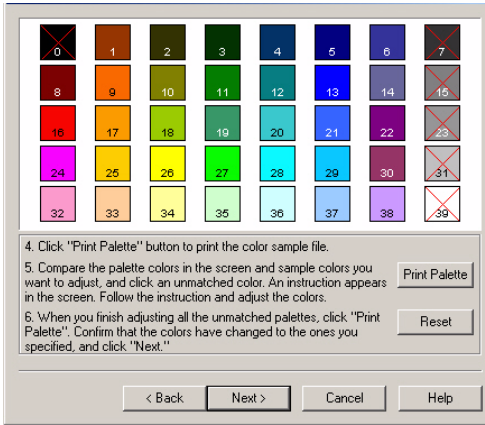 0 1 2 3 4 5 6 7
8 9 10 11 12 13 14 15
16 17 18 19 20 21 22 23
24 25 26 27 28 29 30 31
32 33 34 35 36 37 38 39
4. Click "Print Palette" button to print the color sample file.
5. Compare the palette colors in the screen and sample colors you
want to adjust, and click an unmatched color. An instruction appears
in the screen. Follow the instruction and adjust the colors.
Print Palette
6. When you finish adjusting all the unmatched palettes, click "Print
Palette". Confirm that the colors have changed to the ones you
specified, and click "Next."
Reset
< Back Next > Cancel Help